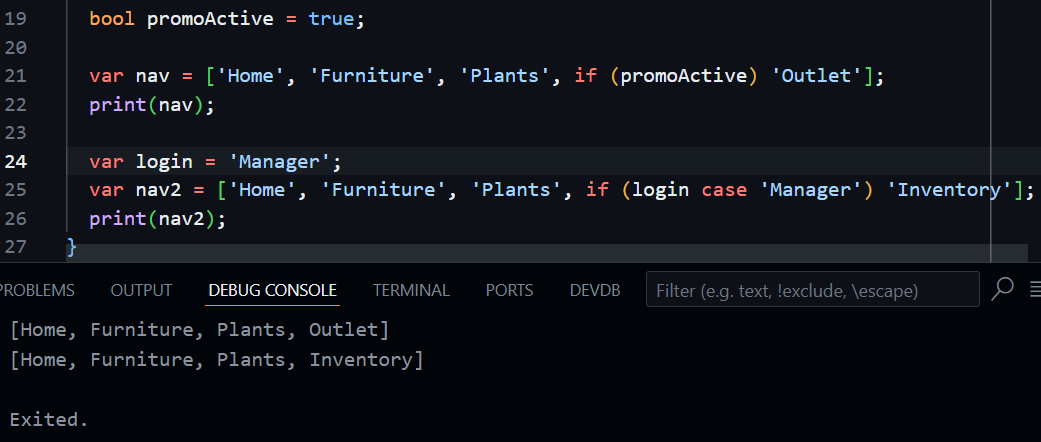 19 bool promoActive = true;
20
21 var nav = ['Home', 'Furniture', 'Plants', if (promoActive) 'Outlet'];
22 print(nav);
23
24 var login = 'Manager';
25 var nav2 = ['Home', 'Furniture', 'Plants', if (login case 'Manager') 'Inventory'];
26 print(nav2);
27 }
PROBLEMS OUTPUT DEBUG CONSOLE TERMINAL PORTS DEVDB Filter (e.g. text, !exclude, \escape)
[Home, Furniture, Plants, Outlet]
[Home, Furniture, Plants, Inventory]
Exited.